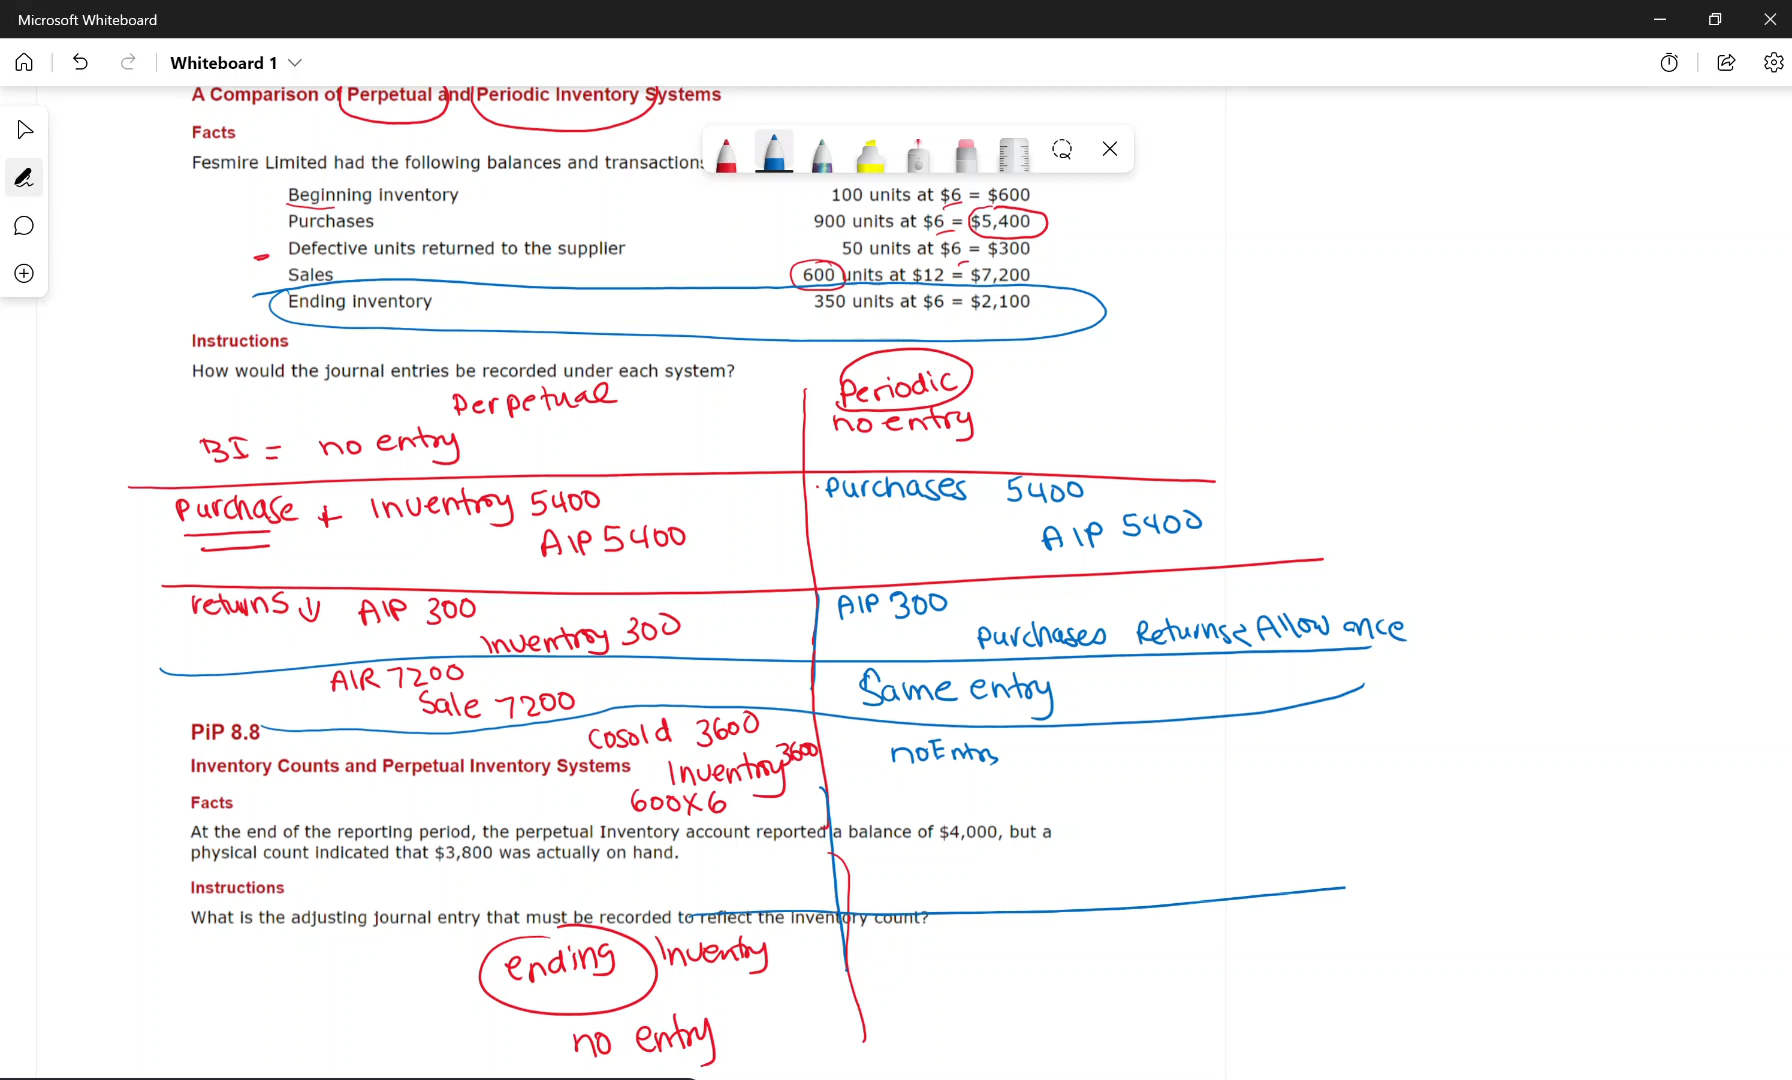 Microsoft Whiteboard
Whiteboard 1
A Comparison of Perpetual and Periodic Inventory Systems
Facts
Fesmire Limited had the following balances and transactions
Beginning inventory 100 units at $6 = $600
Purchases 900 units at $6 = $5,400
Defective units returned to the supplier 50 units at $6 = $300
Sales 600 units at $12 = $7,200
Ending inventory 350 units at $6 = $2,100
Instructions
How would the journal entries be recorded under each system?
Perpetual Periodic
BI = no entry no entry
Purchase + Inventroy 5400 Purchases 5400
A\P 5400 A\P 5400
returns ↓ A\P 300 A\P 300
Inventroy 300 Purchases Returns & Allowance
A\R 7200 Same entry
Sale 7200
PiP 8.8 Cosold 3600 no Entry
Inventory Counts and Perpetual Inventory Systems Inventroy 3600
Facts 600x6
At the end of the reporting period, the perpetual Inventory account reported a balance of $4,000, but a
physical count indicated that $3,800 was actually on hand.
Instructions
What is the adjusting journal entry that must be recorded to reflect the inventory count?
ending Inventry
no entry